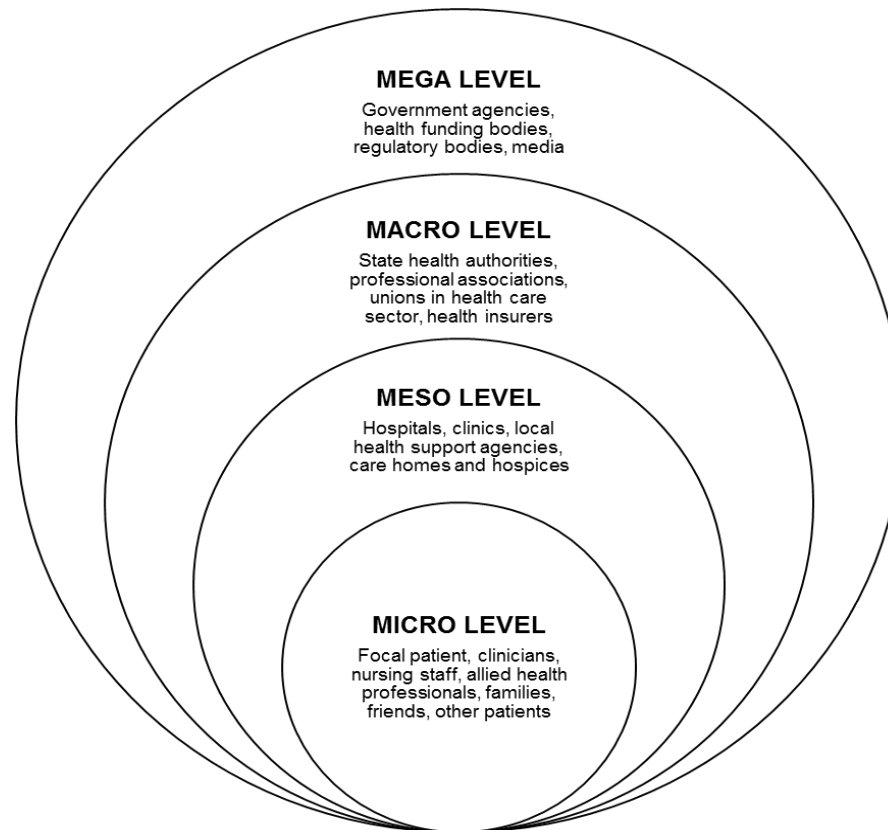 MEGA LEVEL
Government agencies,
health funding bodies,
regulatory bodies, media
MACRO LEVEL
State health authorities,
professional associations,
unions in health care
sector, health insurers
MESO LEVEL
Hospitals, clinics, local
health support agencies,
care homes and hospices
MICRO LEVEL
Focal patient, clinicians,
nursing staff, allied health
professionals, families,
friends, other patients